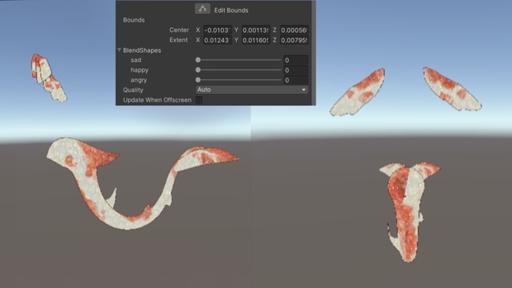 Edit Bounds
Bounds
Center X -0.0103 Y 0.00113 Z 0.00056
Extent X 0.01243 Y 0.01160 Z 0.00795
BlendShapes
sad 0
happy 0
angry 0
Quality Auto
Update When Offscreen